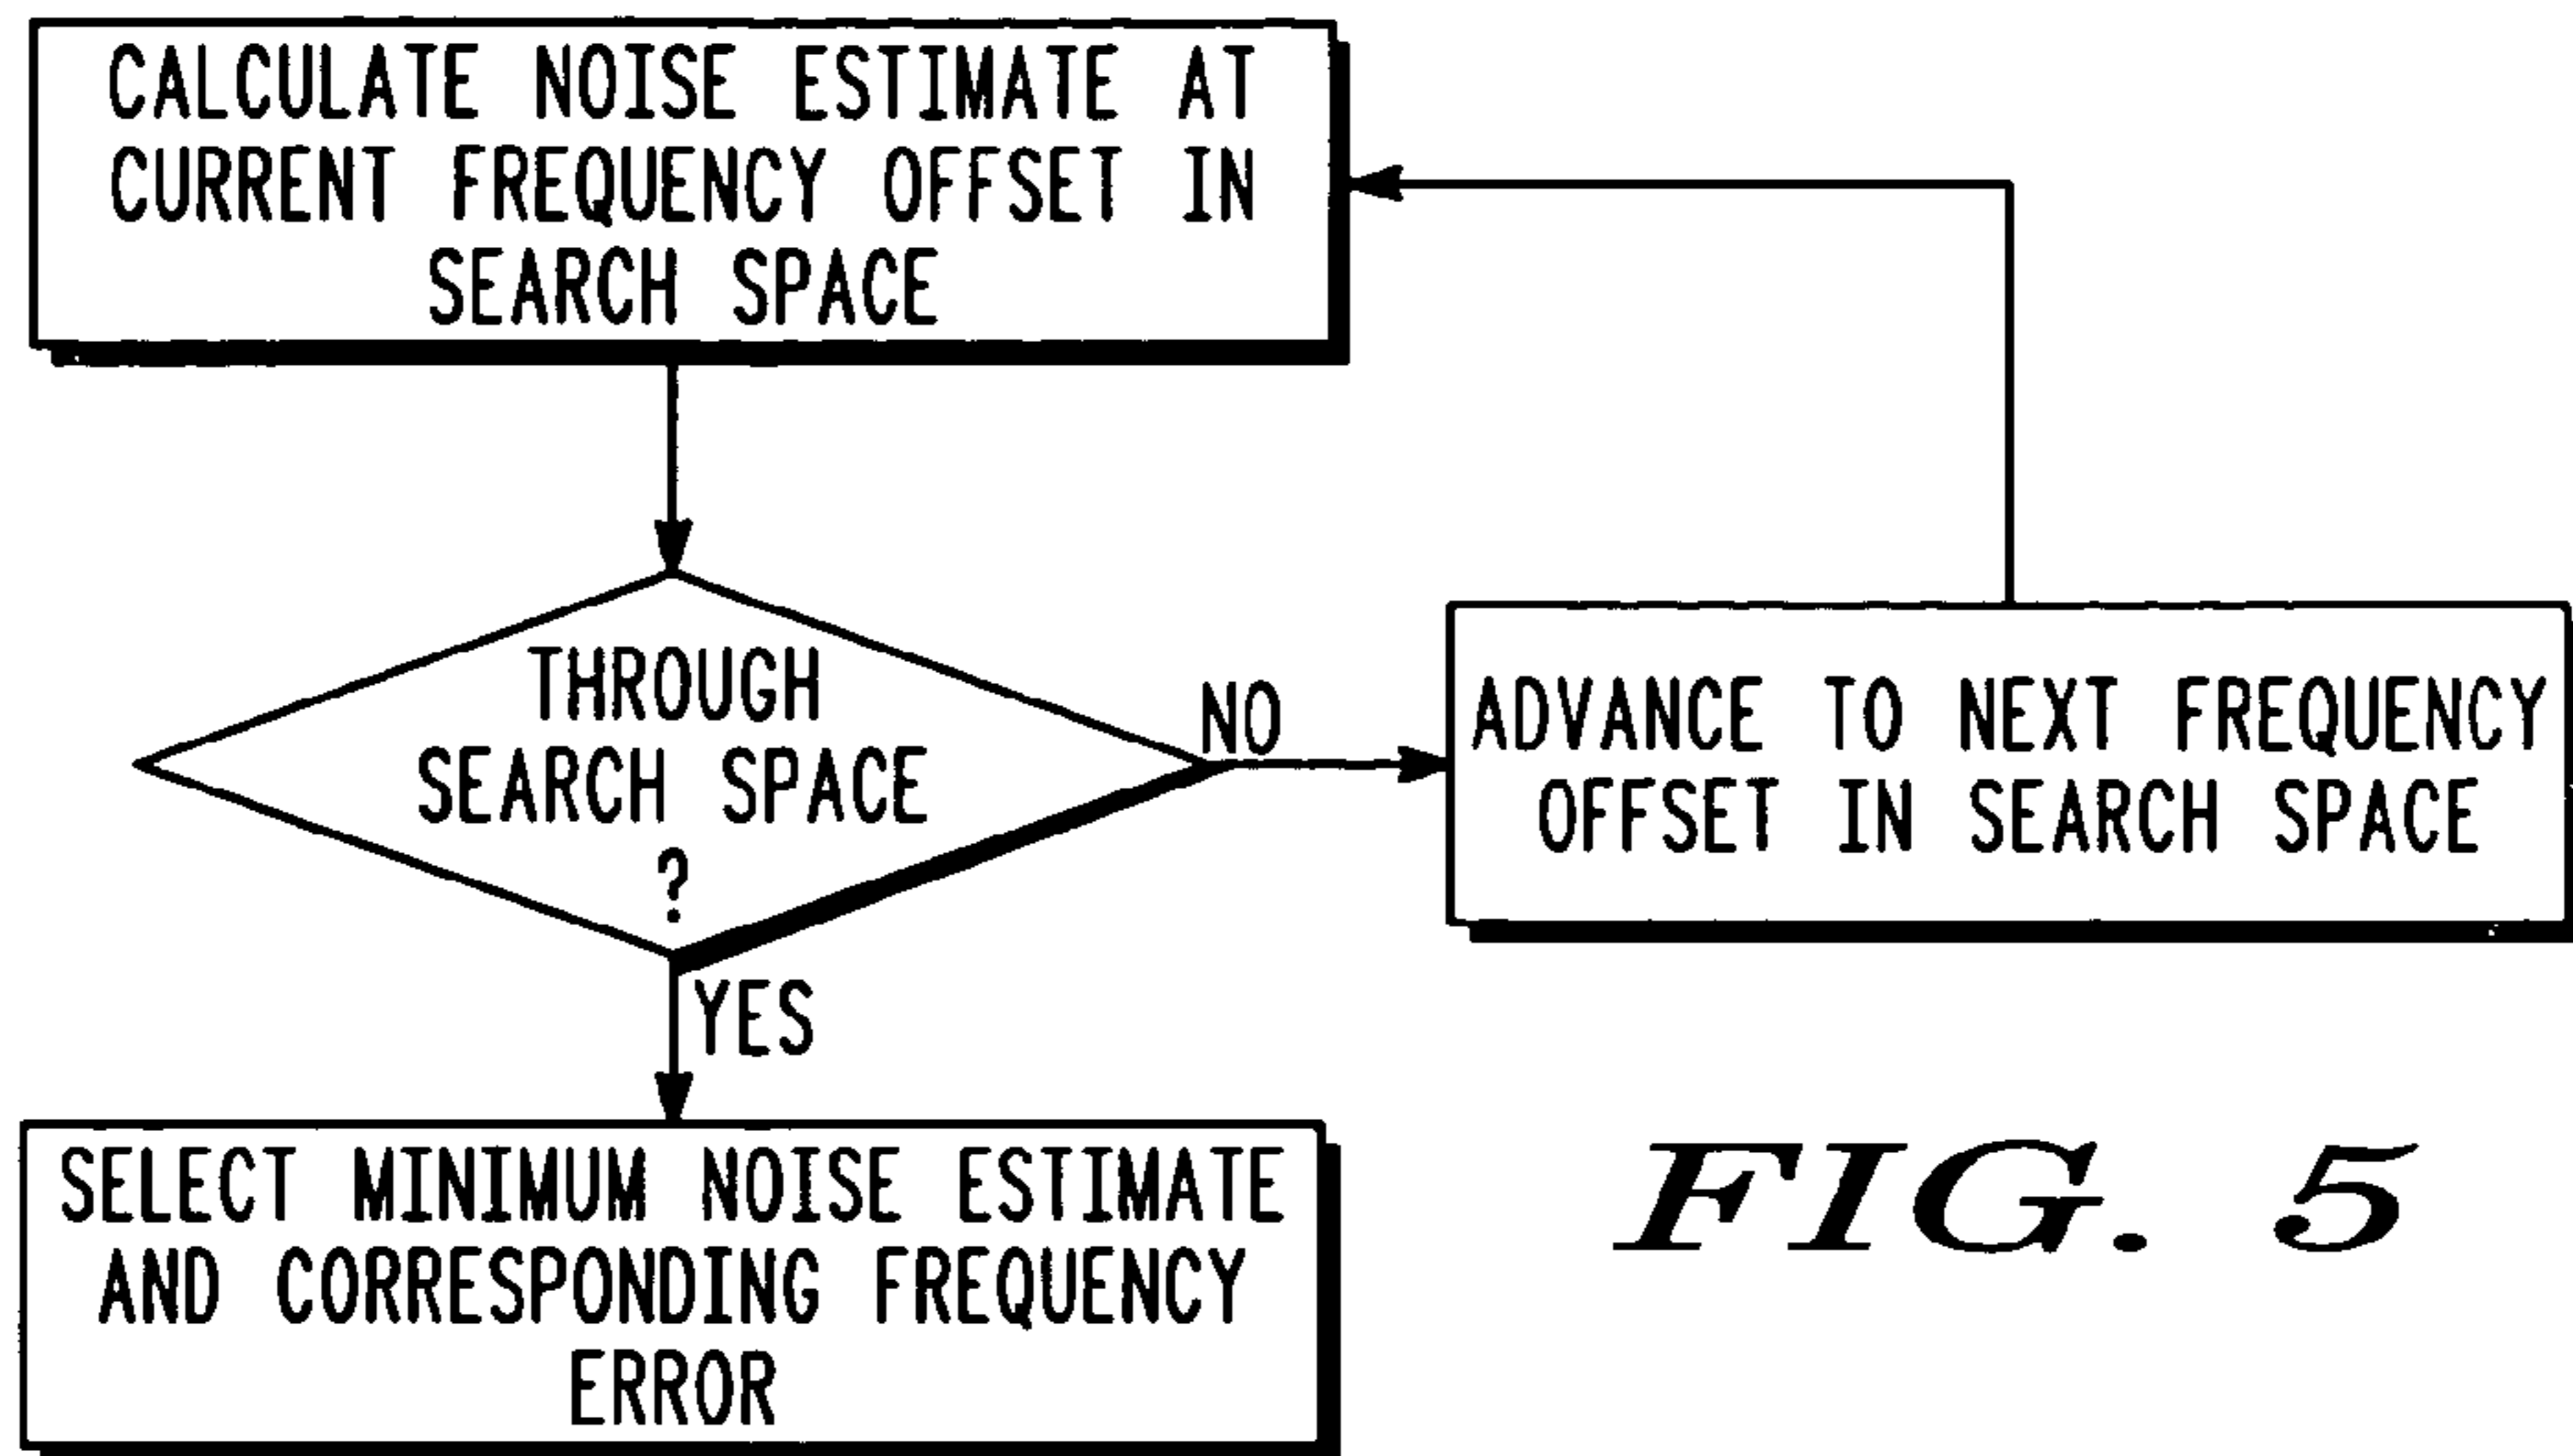 CALCULATE NOISE ESTIMATE AT
CURRENT FREQUENCY OFFSET IN
SEARCH SPACE
THROUGH
SEARCH SPACE
?
NO
ADVANCE TO NEXT FREQUENCY
OFFSET IN SEARCH SPACE
YES
SELECT MINIMUM NOISE ESTIMATE
AND CORRESPONDING FREQUENCY
ERROR
FIG. 5